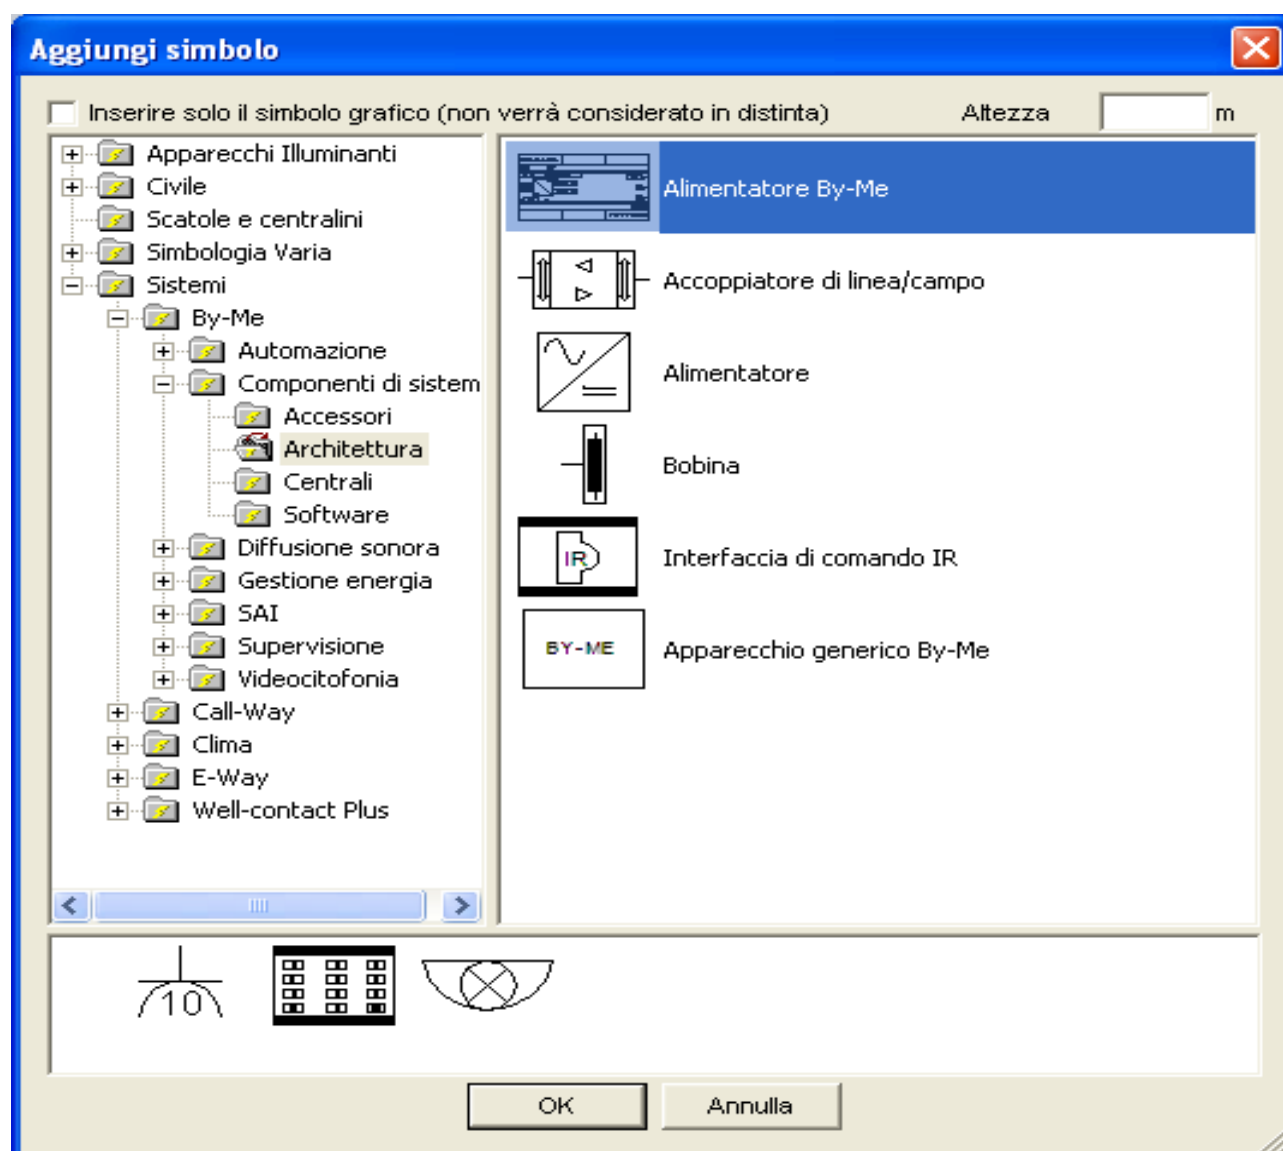 Aggiungi simbolo
Inserire solo il simbolo grafico (non verrà considerato in distinta)
Altezza
m
Apparecchi Illuminanti
Civile
Scatole e centralini
Simbologia Varia
Sistemi
By-Me
Automazione
Componenti di sistem
Accessori
Architettura
Centrali
Software
Diffusione sonora
Gestione energia
SAI
Supervisione
Videocitofonia
Call-Way
Clima
E-Way
Well-contact Plus
Alimentatore By-Me
Accoppiatore di linea/campo
Alimentatore
Bobina
IR
Interfaccia di comando IR
BY-ME
Apparecchio generico By-Me
10
OK
Annulla